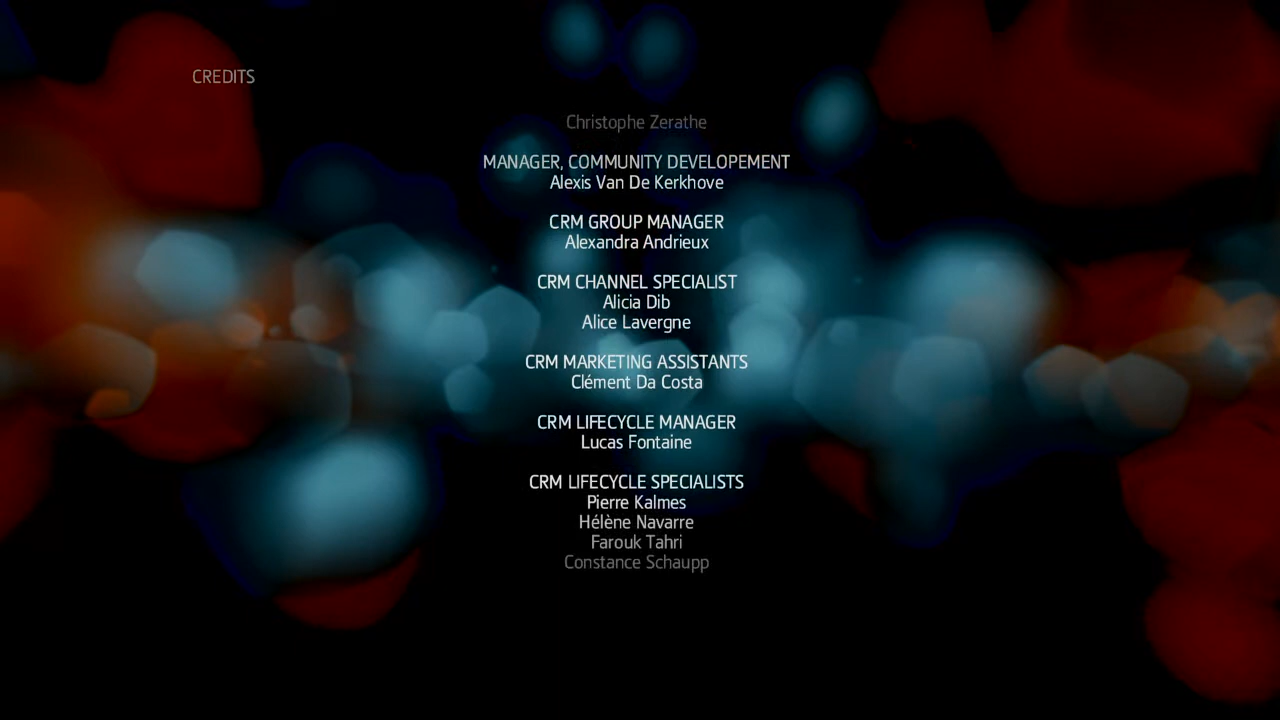 CREDITS
Christophe Zerathe
MANAGER, COMMUNITY DEVELOPEMENT
Alexis Van De Kerkhove
CRM GROUP MANAGER
Alexandra Andrieux
CRM CHANNEL SPECIALIST
Alicia Dib
Alice Lavergne
CRM MARKETING ASSISTANTS
Clément Da Costa
CRM LIFECYCLE MANAGER
Lucas Fontaine
CRM LIFECYCLE SPECIALISTS
Pierre Kalmes
Hélène Navarre
Farouk Tahri
Constance Schaupp